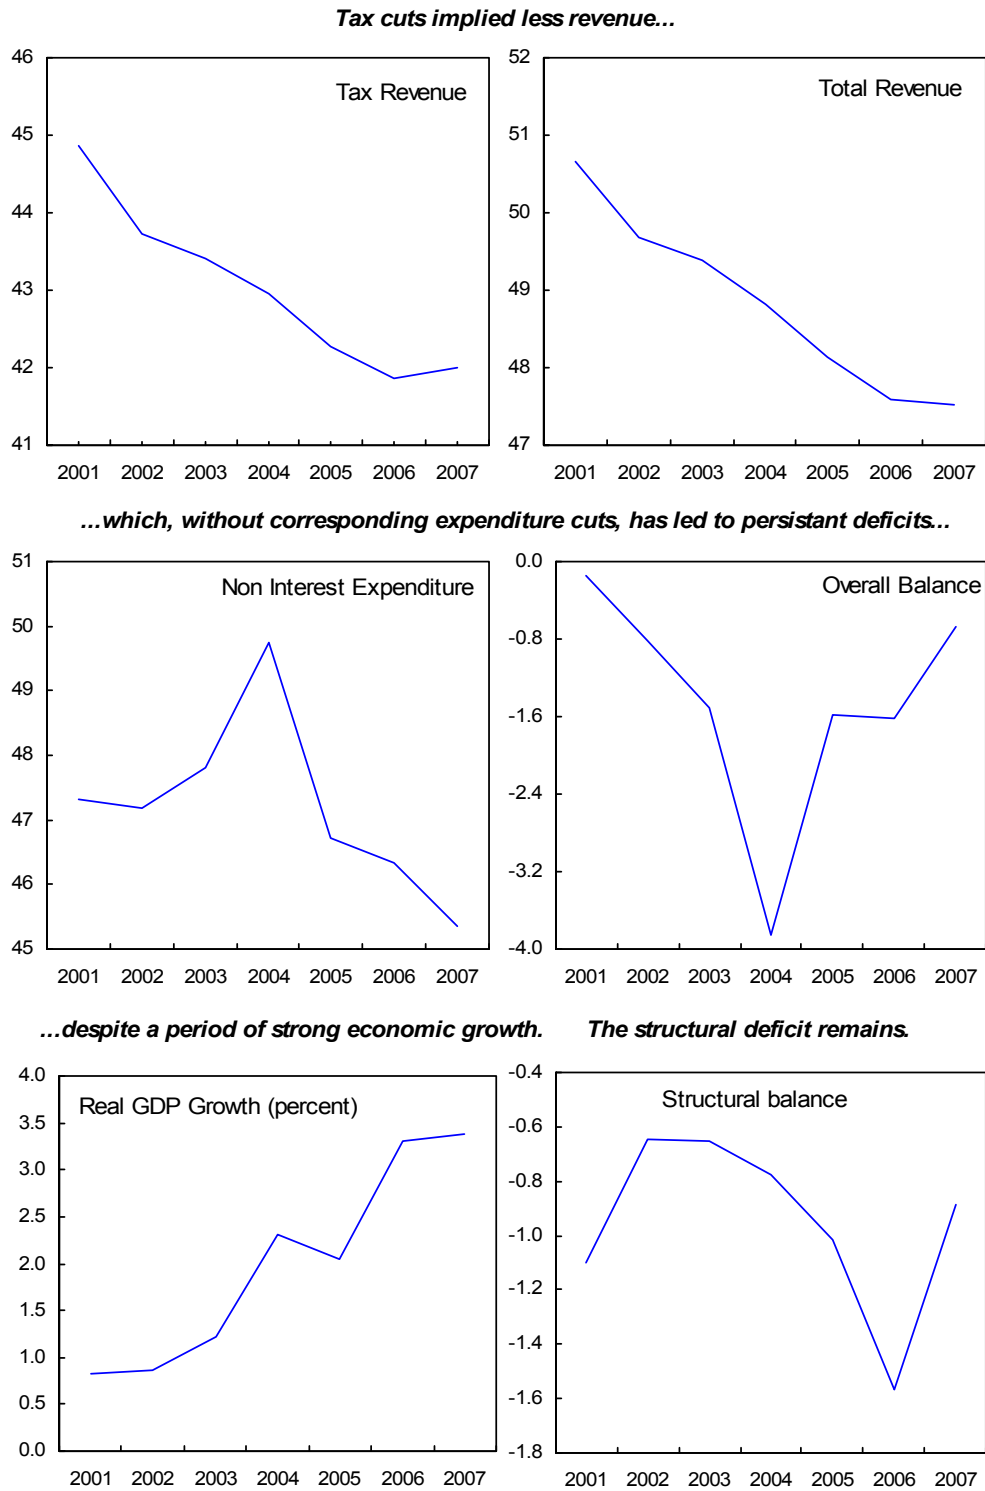 Tax cuts implied less revenue...
46
45
44
43
42
41
Tax Revenue
2001 2002 2003 2004 2005 2006 2007
52
51
50
49
48
47
Total Revenue
2001 2002 2003 2004 2005 2006 2007
...which, without corresponding expenditure cuts, has led to persistant deficits...
51
50
49
48
47
46
45
Non Interest Expenditure
2001 2002 2003 2004 2005 2006 2007
0.0
-0.8
-1.6
-2.4
-3.2
-4.0
Overall Balance
2001 2002 2003 2004 2005 2006 2007
...despite a period of strong economic growth.
4.0
3.5
3.0
2.5
2.0
1.5
1.0
0.5
0.0
Real GDP Growth (percent)
2001 2002 2003 2004 2005 2006 2007
The structural deficit remains.
-0.4
-0.6
-0.8
-1.0
-1.2
-1.4
-1.6
-1.8
Structural balance
2001 2002 2003 2004 2005 2006 2007